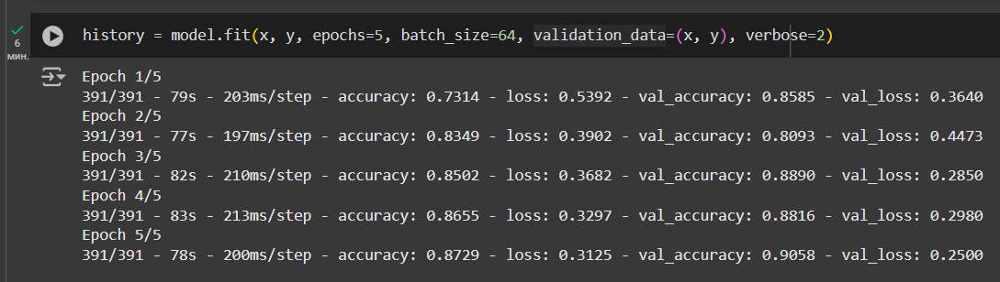 6
мин.
history = model.fit(x, y, epochs=5, batch_size=64, validation_data=(x, y), verbose=2)
Epoch 1/5
391/391 - 79s - 203ms/step - accuracy: 0.7314 - loss: 0.5392 - val_accuracy: 0.8585 - val_loss: 0.3640
Epoch 2/5
391/391 - 77s - 197ms/step - accuracy: 0.8349 - loss: 0.3902 - val_accuracy: 0.8093 - val_loss: 0.4473
Epoch 3/5
391/391 - 82s - 210ms/step - accuracy: 0.8502 - loss: 0.3682 - val_accuracy: 0.8890 - val_loss: 0.2850
Epoch 4/5
391/391 - 83s - 213ms/step - accuracy: 0.8655 - loss: 0.3297 - val_accuracy: 0.8816 - val_loss: 0.2980
Epoch 5/5
391/391 - 78s - 200ms/step - accuracy: 0.8729 - loss: 0.3125 - val_accuracy: 0.9058 - val_loss: 0.2500